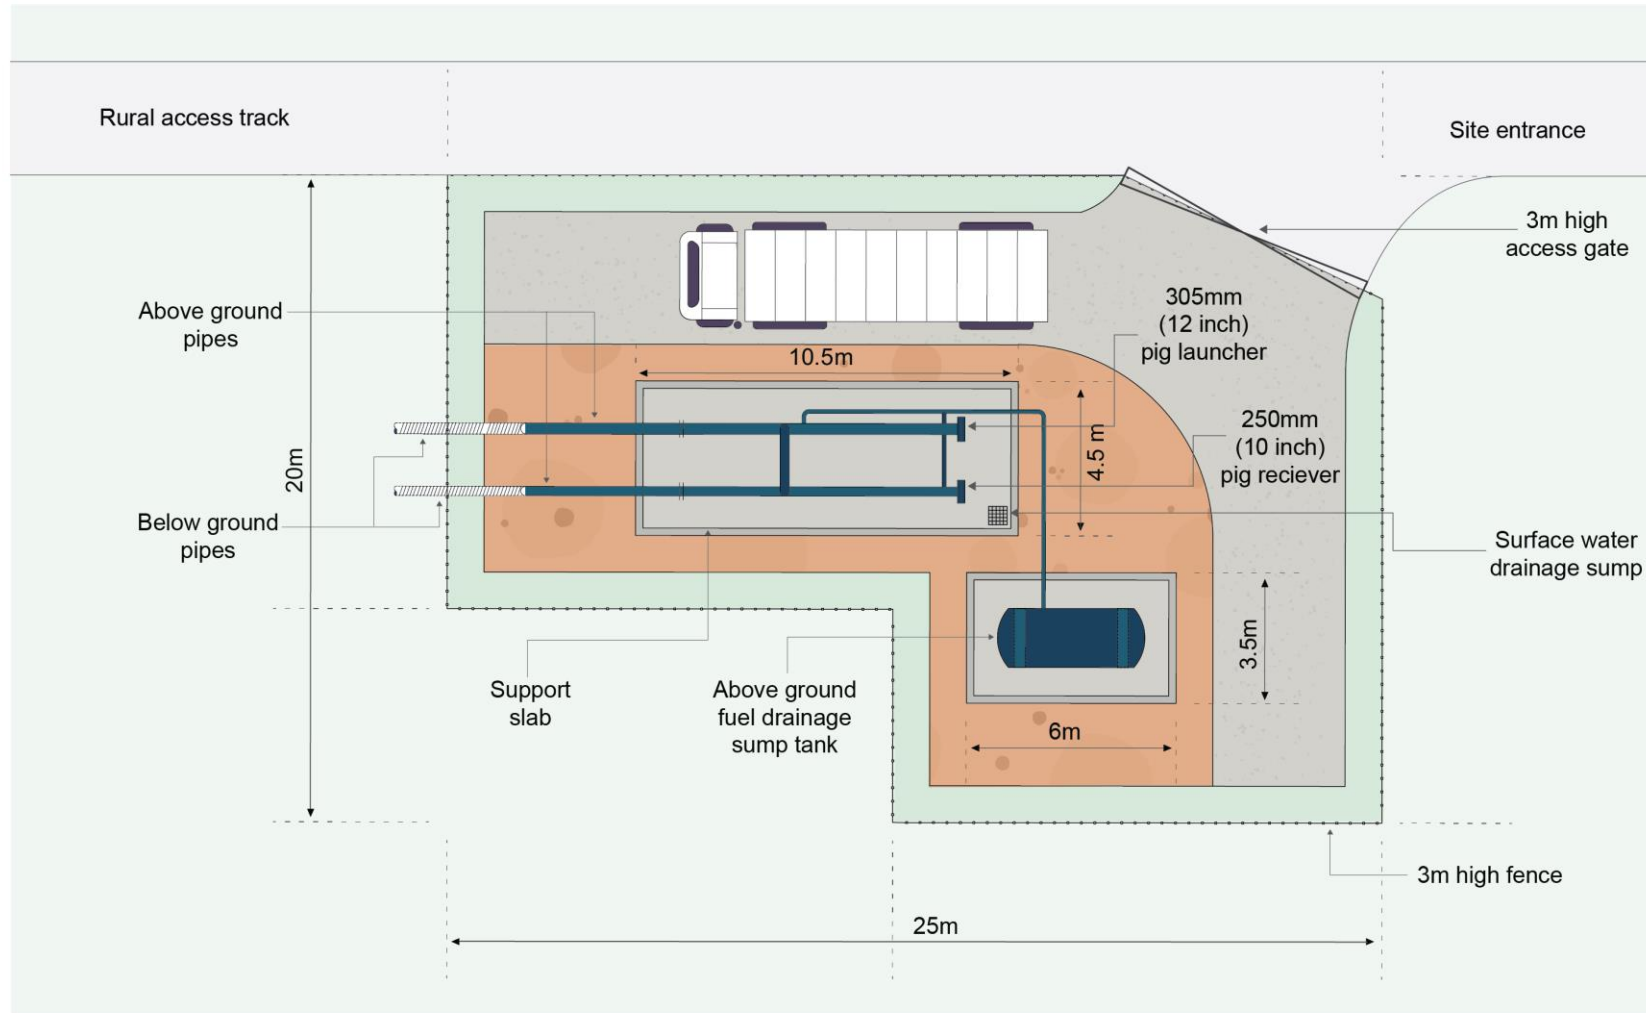 Rural access track
Site entrance
3m high
access gate
Above ground
pipes
305mm
(12 inch)
pig launcher
10.5m
250mm
(10 inch)
pig reciever
4.5 m
20m
Below ground
pipes
Surface water
drainage sump
3.5m
Support
slab
Above ground
fuel drainage
sump tank
6m
3m high fence
25m